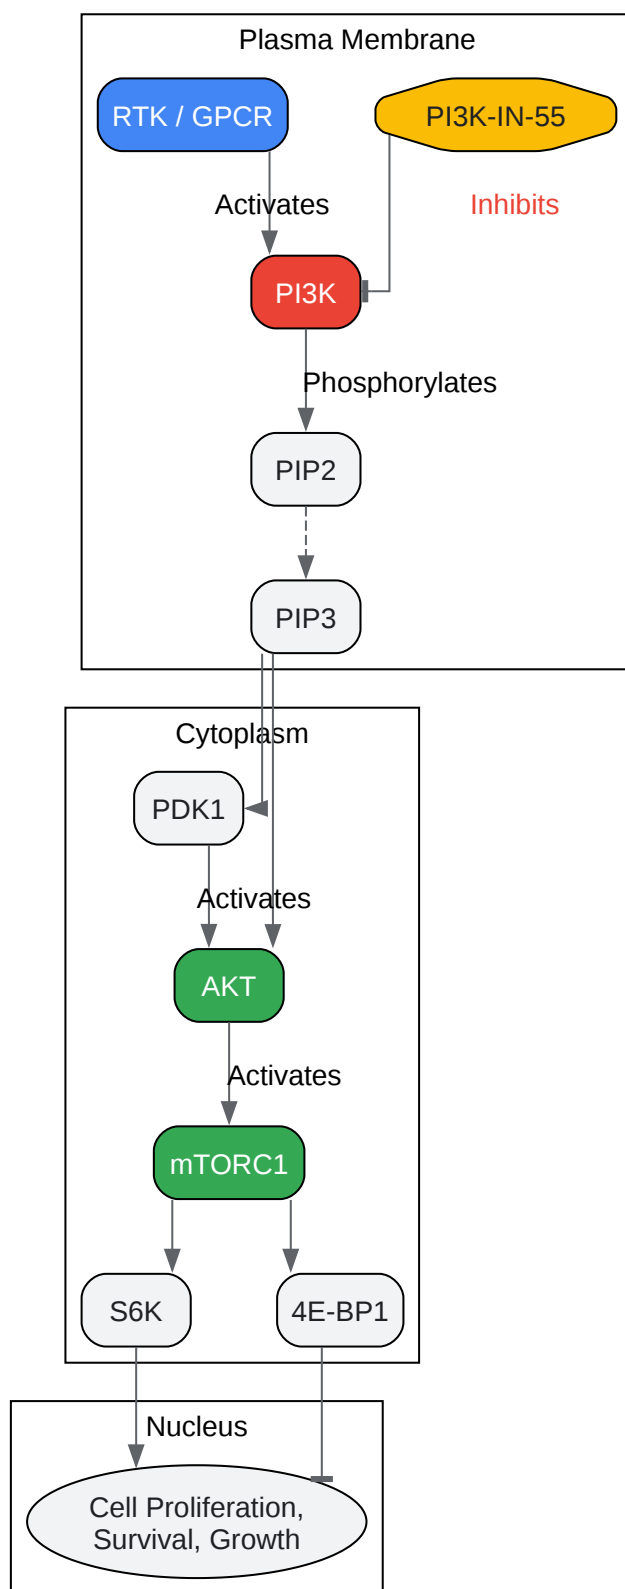 Plasma Membrane
RTK / GPCR
PI3K-IN-55
Activates
Inhibits
PI3K
Phosphorylates
PIP2
PIP3
Cytoplasm
PDK1
Activates
AKT
Activates
mTORC1
S6K
4E-BP1
Nucleus
Cell Proliferation,
Survival, Growth